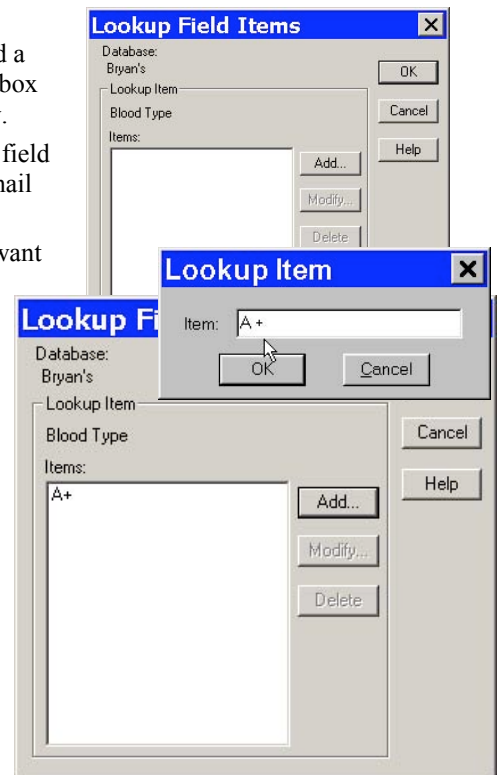 d a
box
.
field
nail
vant
Lookup Field Items
Database:
Bryan's
OK
Lookup Item
Blood Type
Cancel
Items:
Help
Add...
Modify...
Delete
Lookup Item
Item: A +
OK
Cancel
Lookup Fi
Database:
Bryan's
Lookup Item
Blood Type
Cancel
Items:
Help
A+
Add...
Modify...
Delete